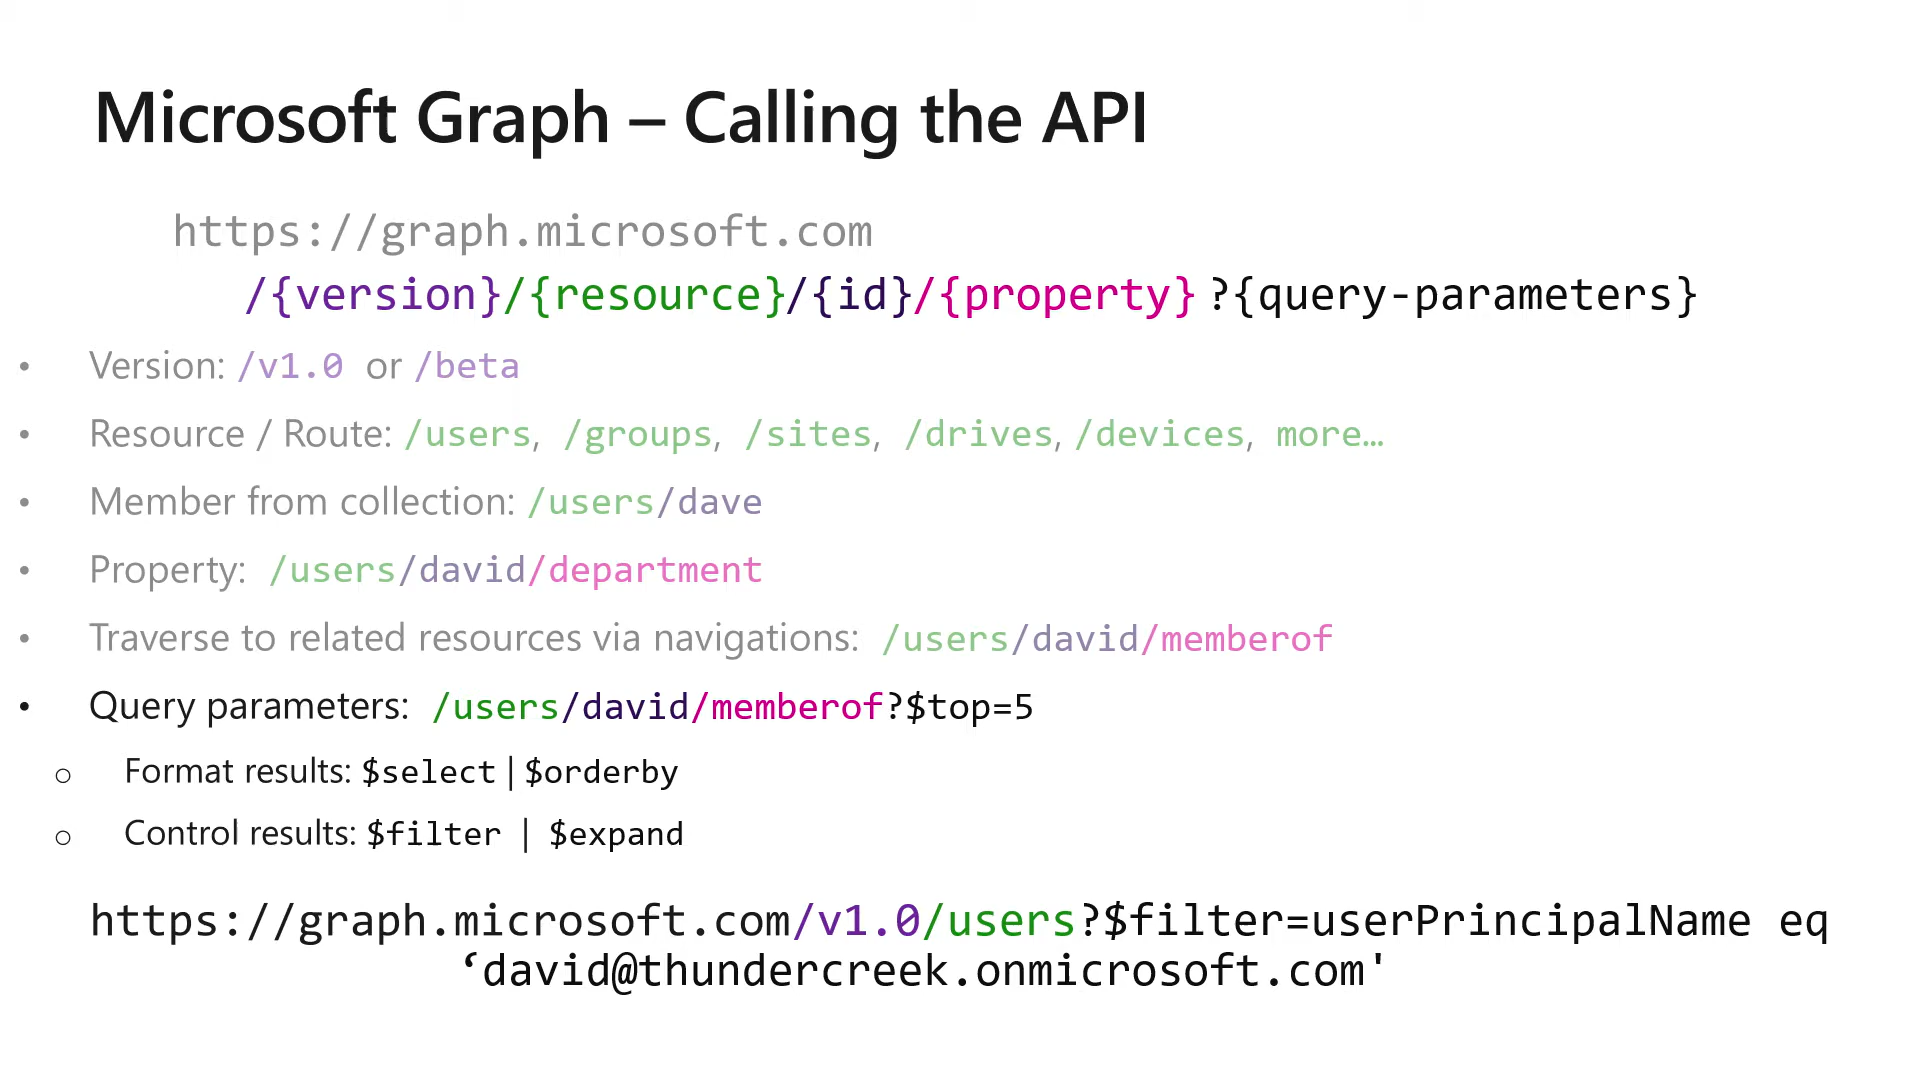 Microsoft Graph – Calling the API
https://graph.microsoft.com
/{version}/{resource}/{id}/{property} ?{query-parameters}
• Version: /v1.0 or /beta
• Resource / Route: /users, /groups, /sites, /drives, /devices, more…
• Member from collection: /users/dave
• Property: /users/david/department
• Traverse to related resources via navigations: /users/david/memberof
• Query parameters: /users/david/memberof?$top=5
o Format results: $select | $orderby
o Control results: $filter | $expand
https://graph.microsoft.com/v1.0/users?$filter=userPrincipalName eq
‘david@thundercreek.onmicrosoft.com'